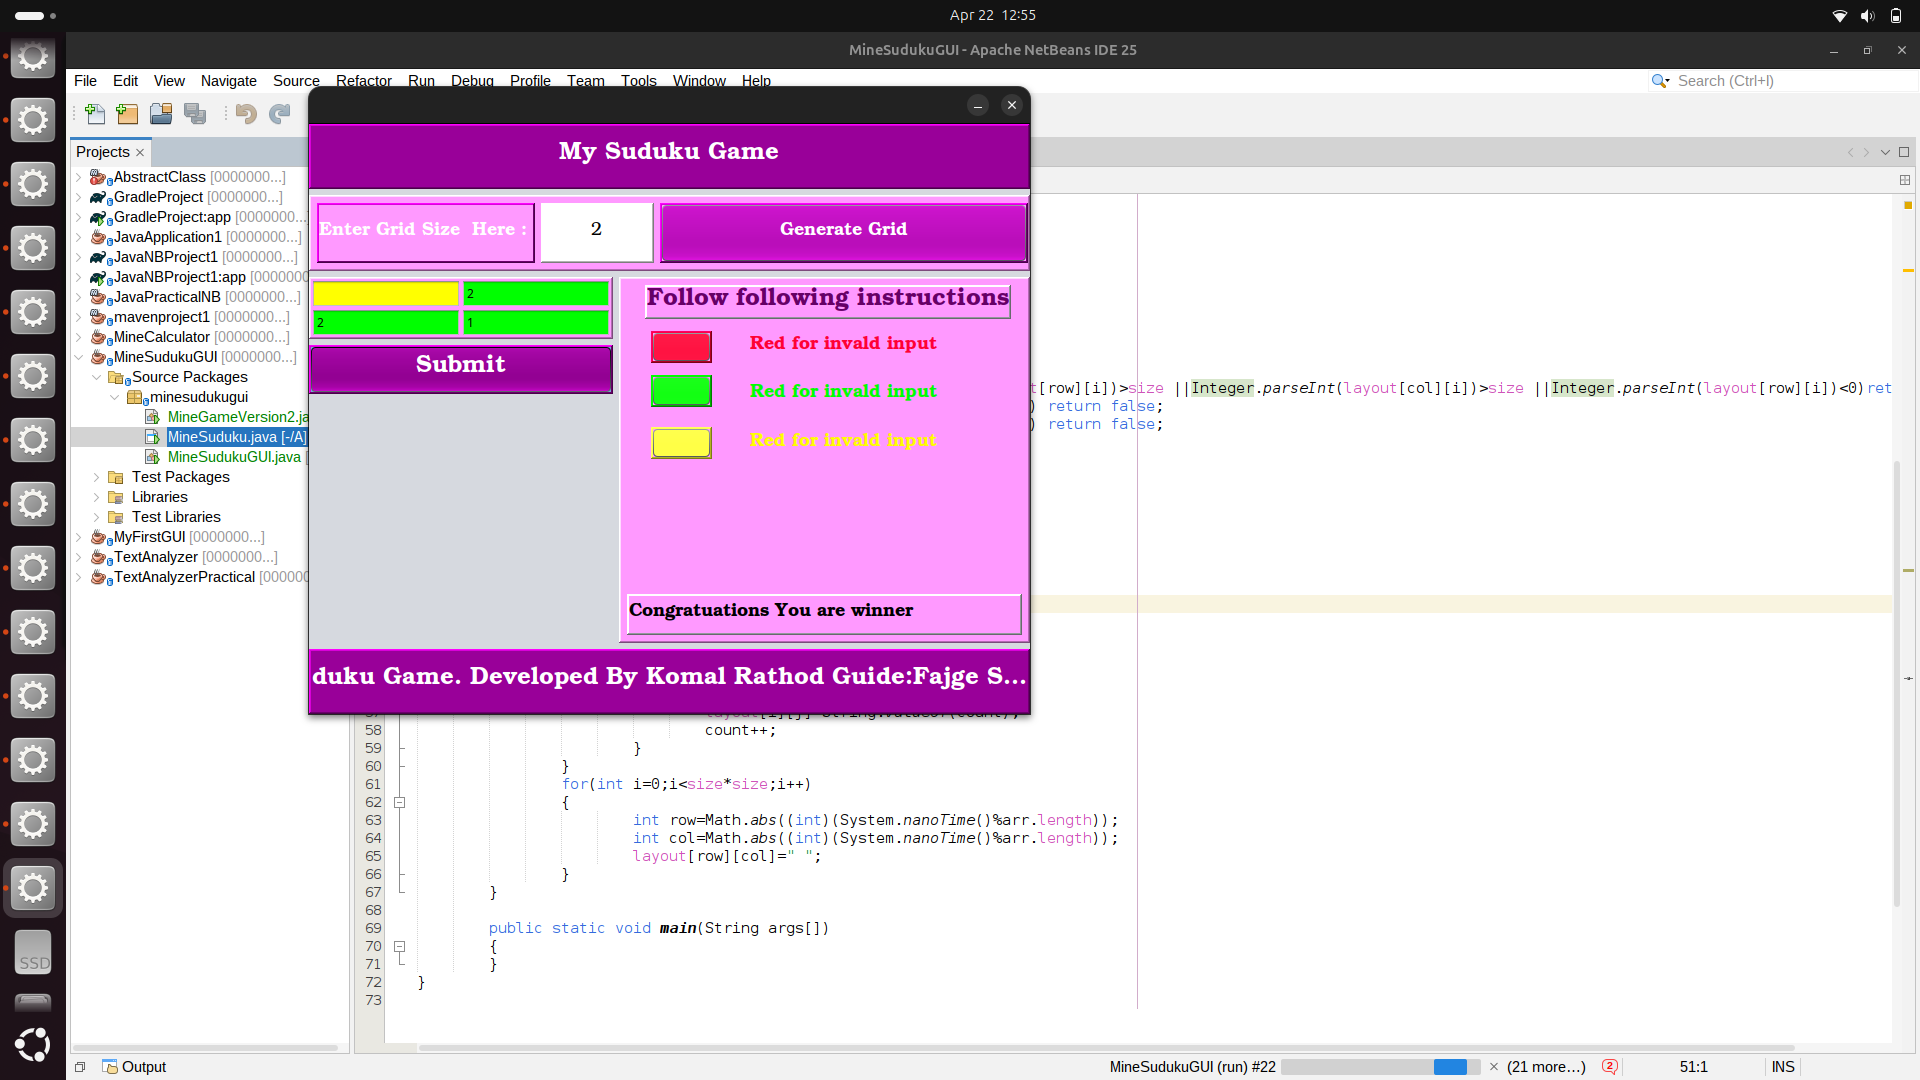 Apr 22 12:55
MineSudukuGUI - Apache NetBeans IDE 25
File Edit View Navigate Source Refactor Run Debug Profile Team Tools Window Help
Search (Ctrl+I)
Projects
AbstractClass [0000000...]
GradleProject [0000000...]
GradleProject:app [0000000...
JavaApplication1 [0000000...]
JavaNBProject1 [0000000...]
JavaNBProject1:app [0000000
JavaPracticalNB [0000000...]
mavenproject1 [0000000...]
MineCalculator [0000000...]
MineSudukuGUI [0000000...]
Source Packages
minesudukugui
MineGameVersion2.ja
MineSuduku.java [-/A]
MineSudukuGUI.java [
Test Packages
Libraries
Test Libraries
MyFirstGUI [0000000...]
TextAnalyzer [0000000...]
TextAnalyzerPractical [000000
My Suduku Game
Enter Grid Size Here :
2
Generate Grid
2
2
1
Submit
Follow following instructions
Red for invald input
Red for invald input
Red for invald input
Congratuations You are winner
duku Game. Developed By Komal Rathod Guide:Fajge S...
t[row][i])>size ||Integer.parseInt(layout[col][i])>size ||Integer.parseInt(layout[row][i])<0)ret
) return false;
) return false;
58 count++;
59 }
60 }
61 for(int i=0;i<size*size;i++)
62 {
63 int row=Math.abs((int)(System.nanoTime()%arr.length));
64 int col=Math.abs((int)(System.nanoTime()%arr.length));
65 layout[row][col]=" ";
66 }
67 }
68
69 public static void main(String args[])
70 {
71 }
72 }
73
SSD
Output
MineSudukuGUI (run) #22
(21 more...)
2
51:1
INS